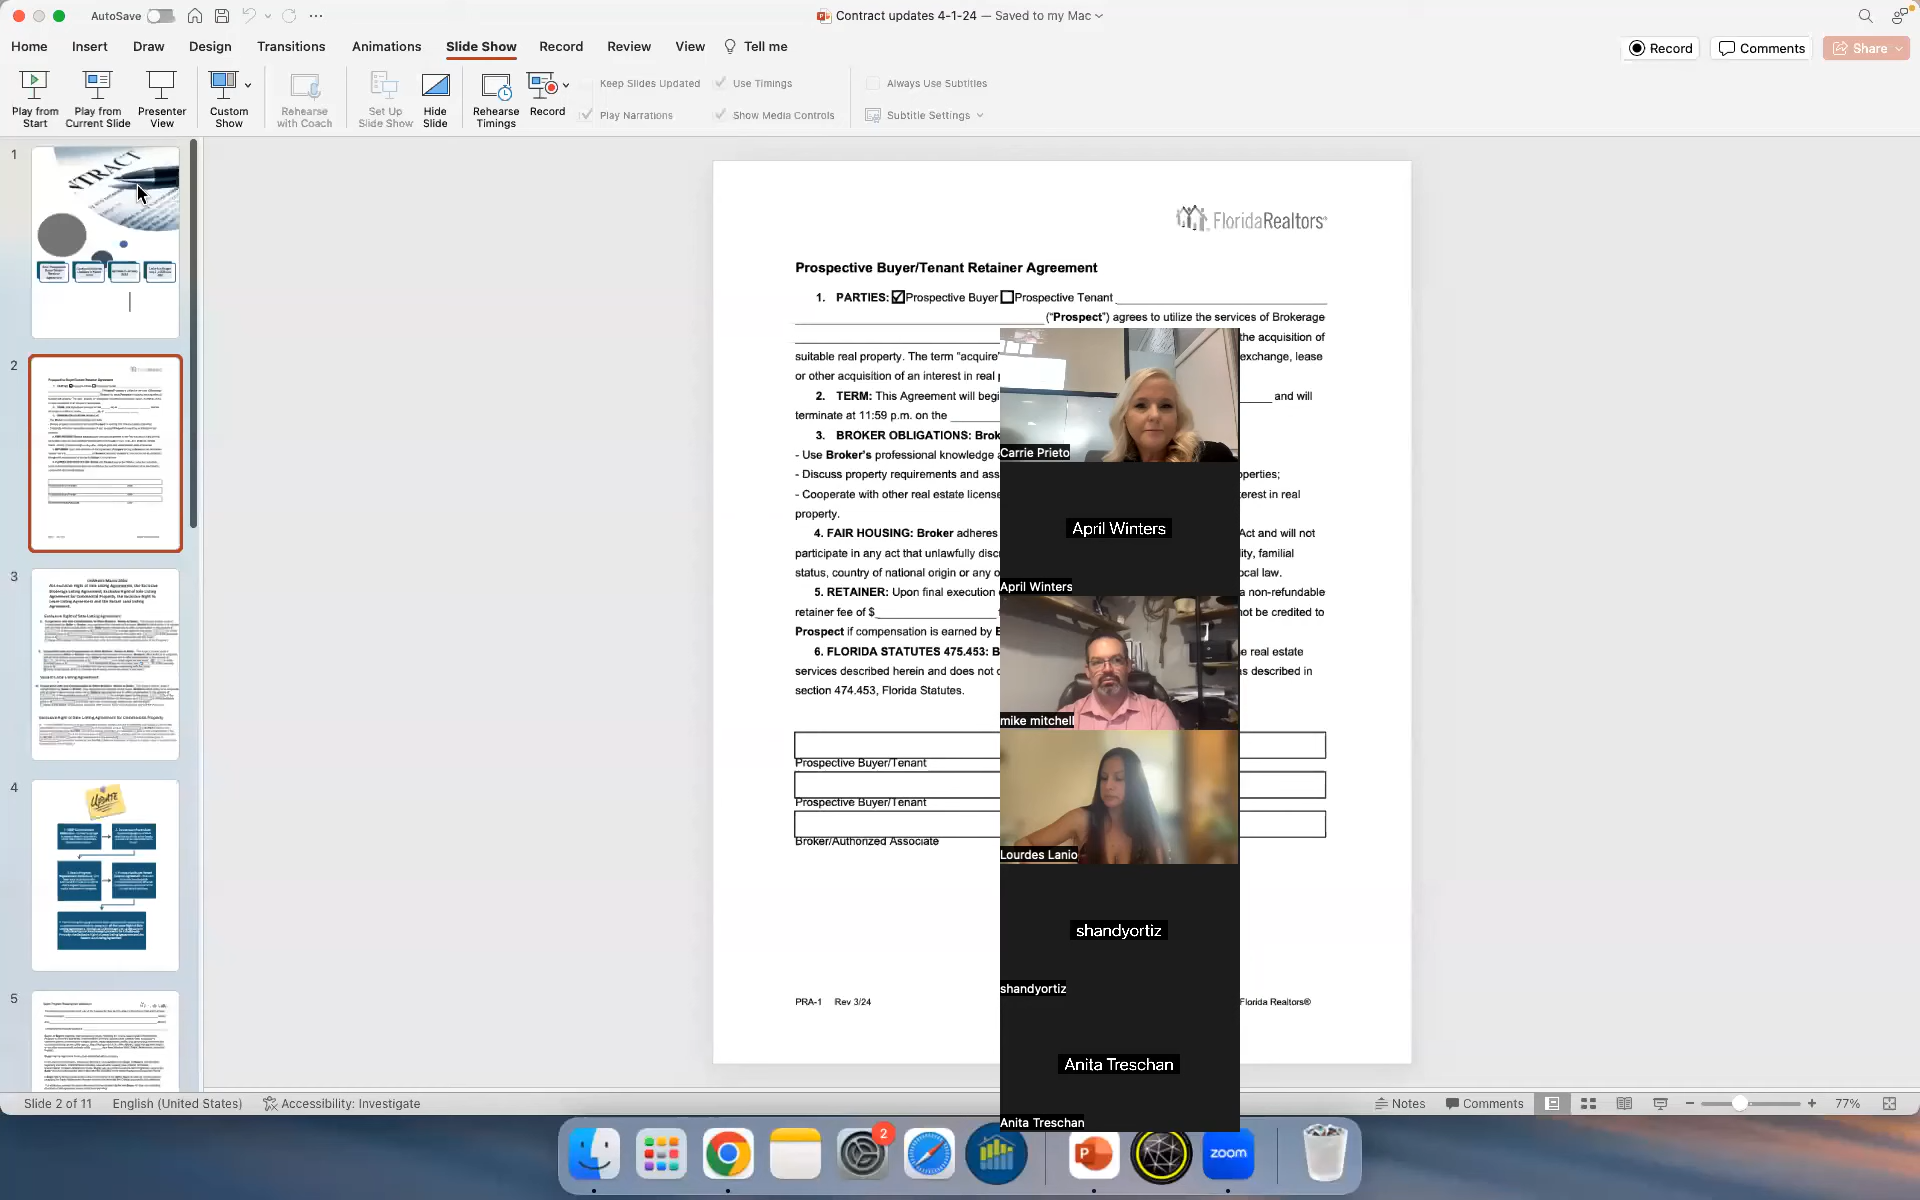 AutoSave
Contract updates 4-1-24 — Saved to my Mac
Home Insert Draw Design Transitions Animations Slide Show Record Review View Tell me
Record Comments Share
Play from Start
Play from Current Slide
Presenter View
Custom Show
Rehearse with Coach
Set Up Slide Show
Hide Slide
Rehearse Timings
Record
Keep Slides Updated
Use Timings
Always Use Subtitles
Play Narrations
Show Media Controls
Subtitle Settings
1
NTRACT
2
3
4
UPDATE
5
FloridaRealtors®
Prospective Buyer/Tenant Retainer Agreement
1. PARTIES: Prospective Buyer Prospective Tenant
("Prospect") agrees to utilize the services of Brokerage
the acquisition of
suitable real property. The term "acquire" exchange, lease
or other acquisition of an interest in real
2. TERM: This Agreement will begi and will
terminate at 11:59 p.m. on the
3. BROKER OBLIGATIONS: Brok
- Use Broker's professional knowledge
- Discuss property requirements and ass operties;
- Cooperate with other real estate license erest in real
property.
4. FAIR HOUSING: Broker adheres Act and will not
participate in any act that unlawfully disc ity, familial
status, country of national origin or any o ocal law.
5. RETAINER: Upon final execution a non-refundable
retainer fee of $ not be credited to
Prospect if compensation is earned by
6. FLORIDA STATUTES 475.453: B e real estate
services described herein and does not as described in
section 474.453, Florida Statutes.
Prospective Buyer/Tenant
Prospective Buyer/Tenant
Broker/Authorized Associate
PRA-1 Rev 3/24
Florida Realtors®
Carrie Prieto
April Winters
April Winters
mike mitchell
Lourdes Lanio
shandyortiz
shandyortiz
Anita Treschan
Anita Treschan
Slide 2 of 11 English (United States) Accessibility: Investigate
Notes Comments 77%
2
P
zoom